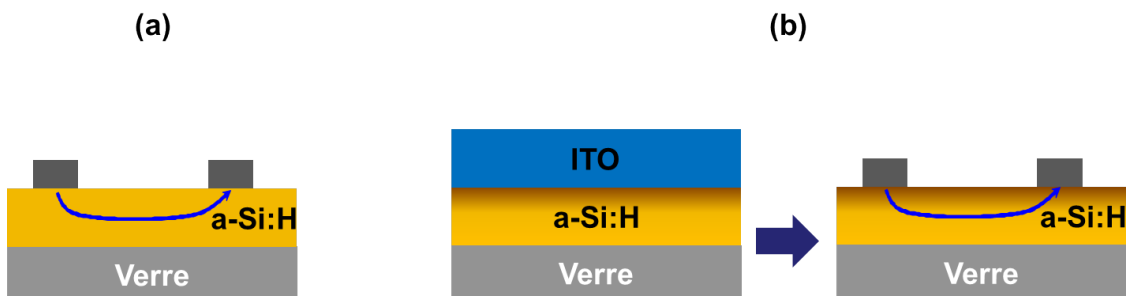 (a)
(b)
a-Si:H
Verre
ITO
a-Si:H
Verre
a-Si:H
Verre